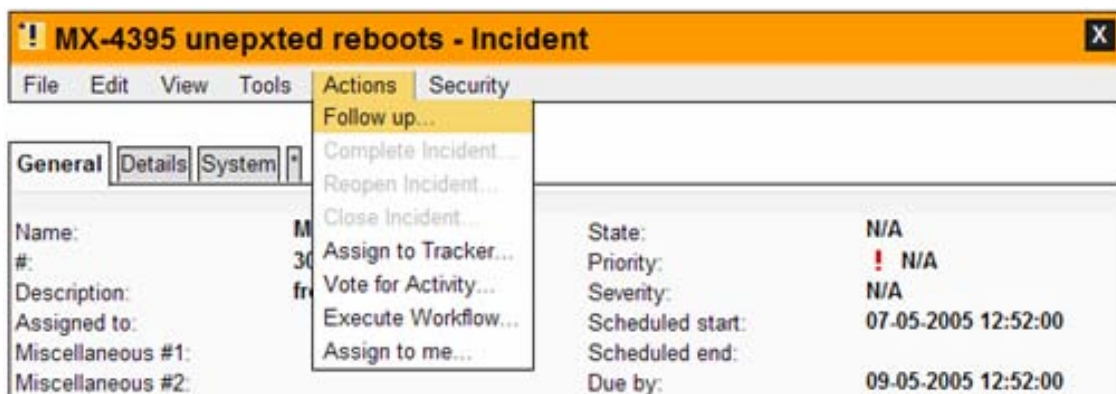 MX-4395 unepxted reboots - Incident X
File Edit View Tools Actions Security
Follow up...
Complete Incident...
Reopen Incident...
Close Incident...
Assign to Tracker...
Vote for Activity...
Execute Workflow...
Assign to me...
General Details System *
Name: M State: N/A
#: 30 Priority: ! N/A
Description: fre Severity: N/A
Assigned to: Scheduled start: 07-05-2005 12:52:00
Miscellaneous #1: Scheduled end:
Miscellaneous #2: Due by: 09-05-2005 12:52:00